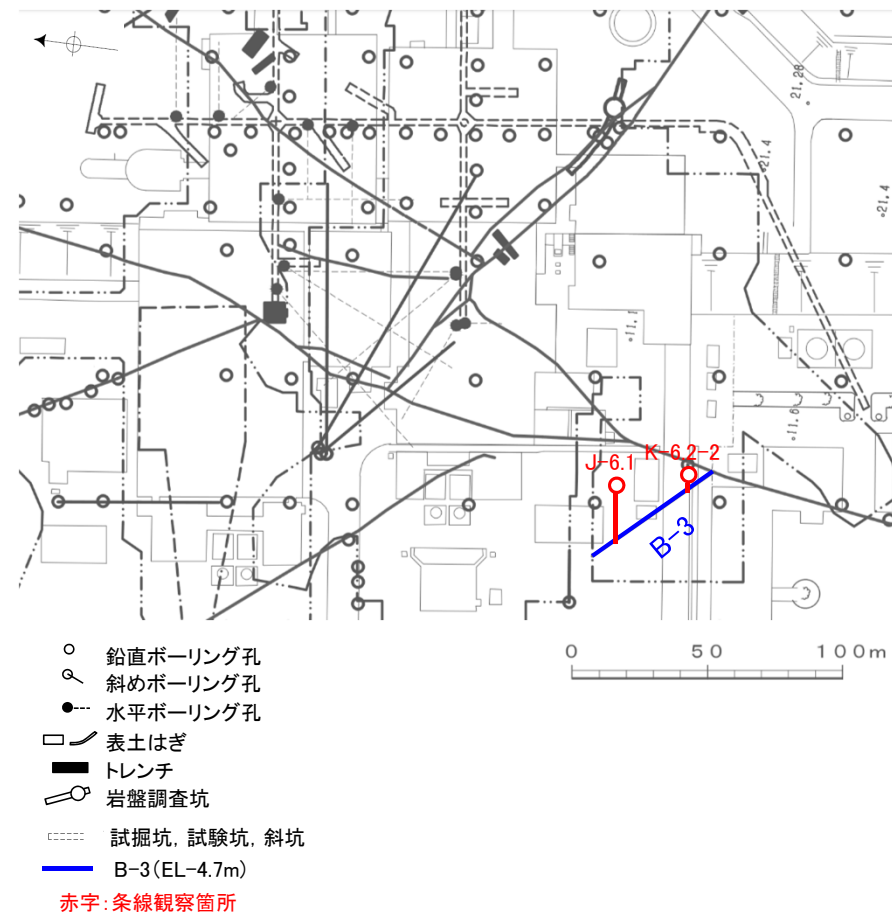 21.28
21.4
21.4
11.1
11.6
J-6.1
K-6.2-2
B-3
0 50 100m
鉛直ボーリング孔
斜めボーリング孔
水平ボーリング孔
表土はぎ
トレンチ
岩盤調査坑
試掘坑, 試験坑, 斜坑
B-3(EL-4.7m)
赤字:条線観察箇所